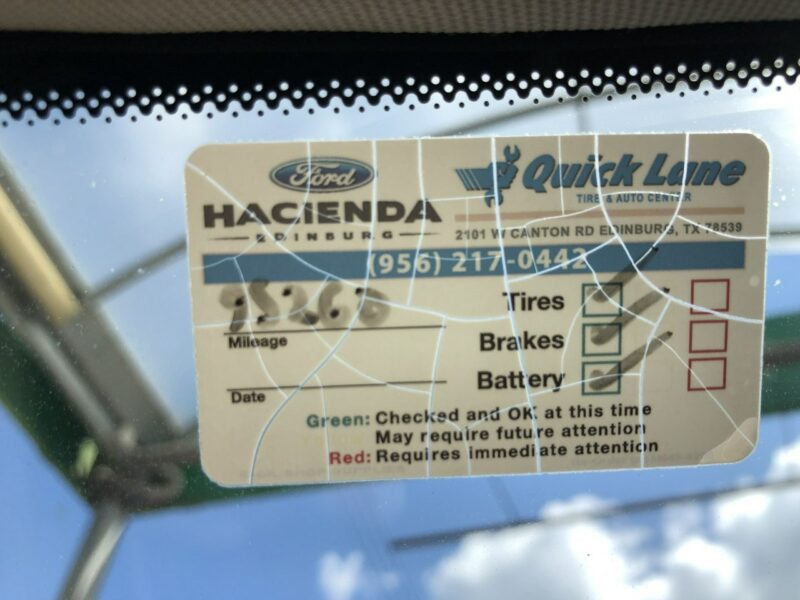 Ford
HACIENDA
EDINBURG
Quick Lane
TIRE & AUTO CENTER
2101 W CANTON RD EDINBURG, TX 78539
(956) 217-0442
Tires
Mileage
Brakes
Date
Battery
Green: Checked and OK at this time
May require future attention
Red: Requires immediate attention